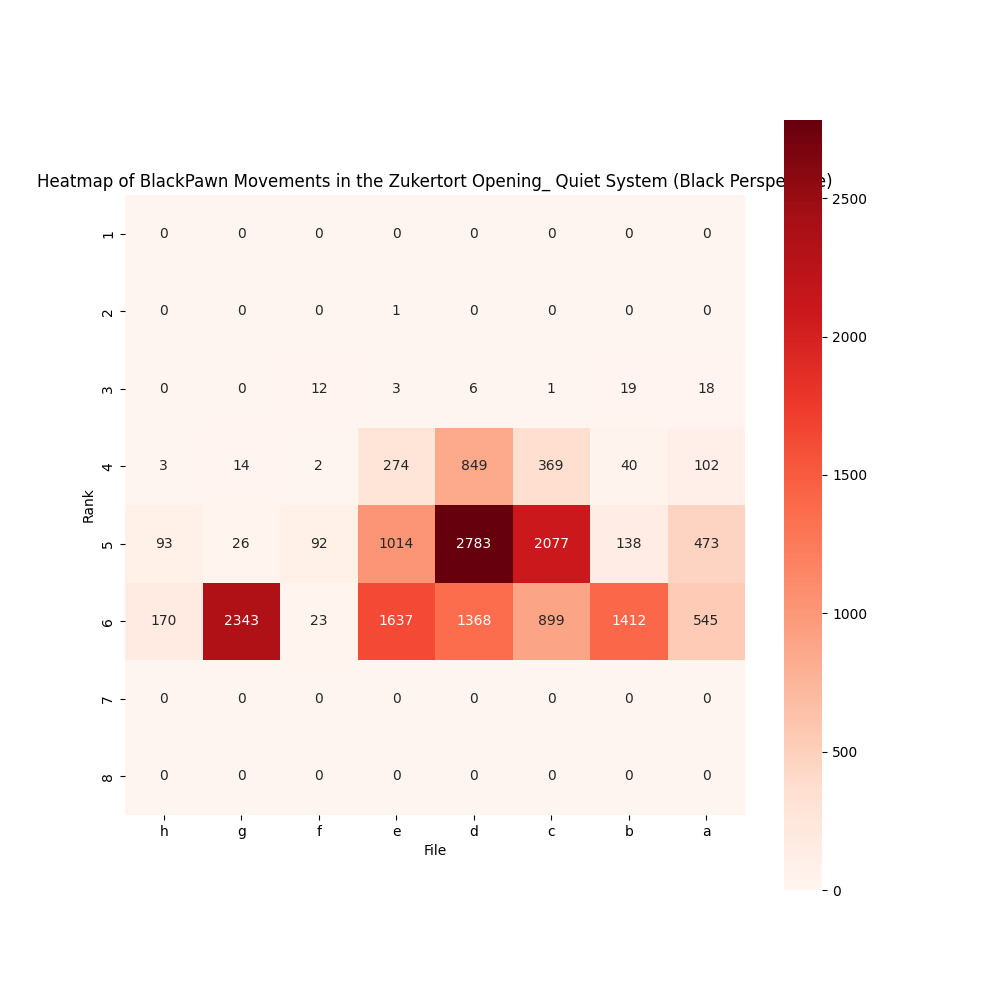 Heatmap of BlackPawn Movements in the Zukertort Opening_ Quiet System (Black Perspe e)
2500
2000
1500
1000
500
0
Rank
1 0 0 0 0 0 0 0 0
2 0 0 0 1 0 0 0 0
3 0 0 12 3 6 1 19 18
4 3 14 2 274 849 369 40 102
5 93 26 92 1014 2783 2077 138 473
6 170 2343 23 1637 1368 899 1412 545
7 0 0 0 0 0 0 0 0
8 0 0 0 0 0 0 0 0
h g f e d c b a
File